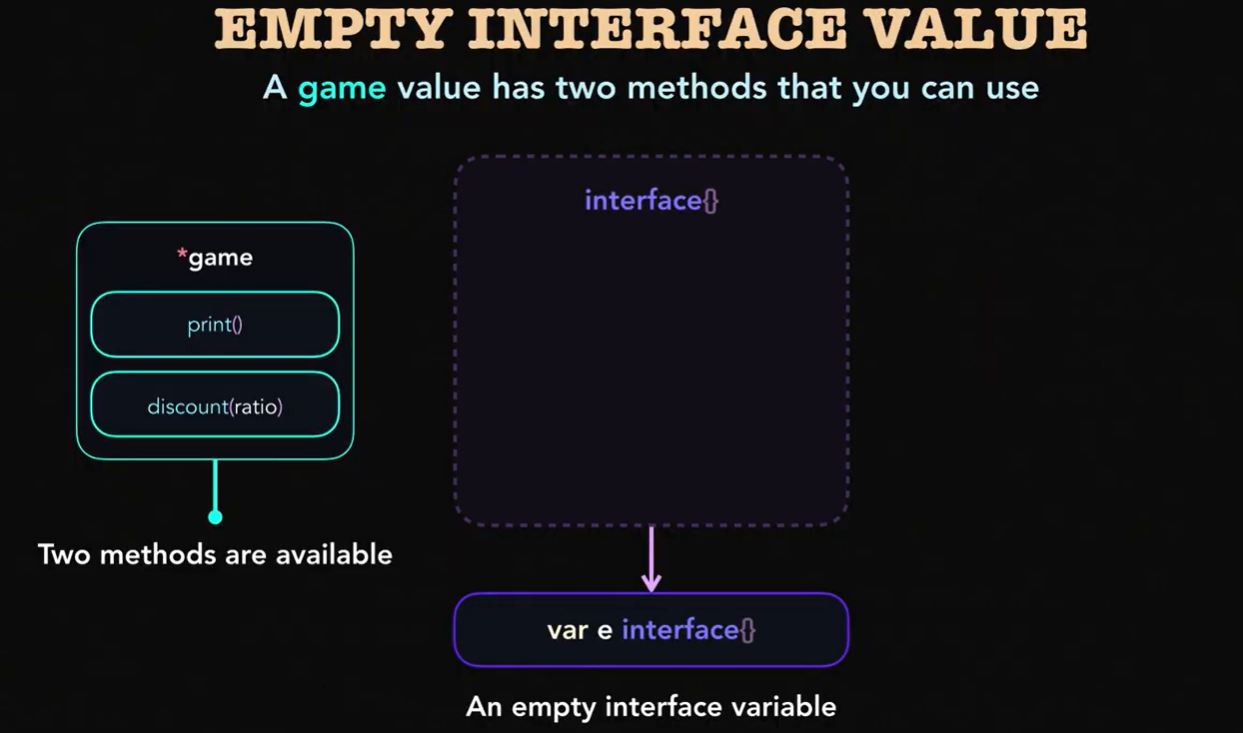 EMPTY INTERFACE VALUE
A game value has two methods that you can use
interface{}
*game
print()
discount(ratio)
Two methods are available
var e interface{}
An empty interface variable